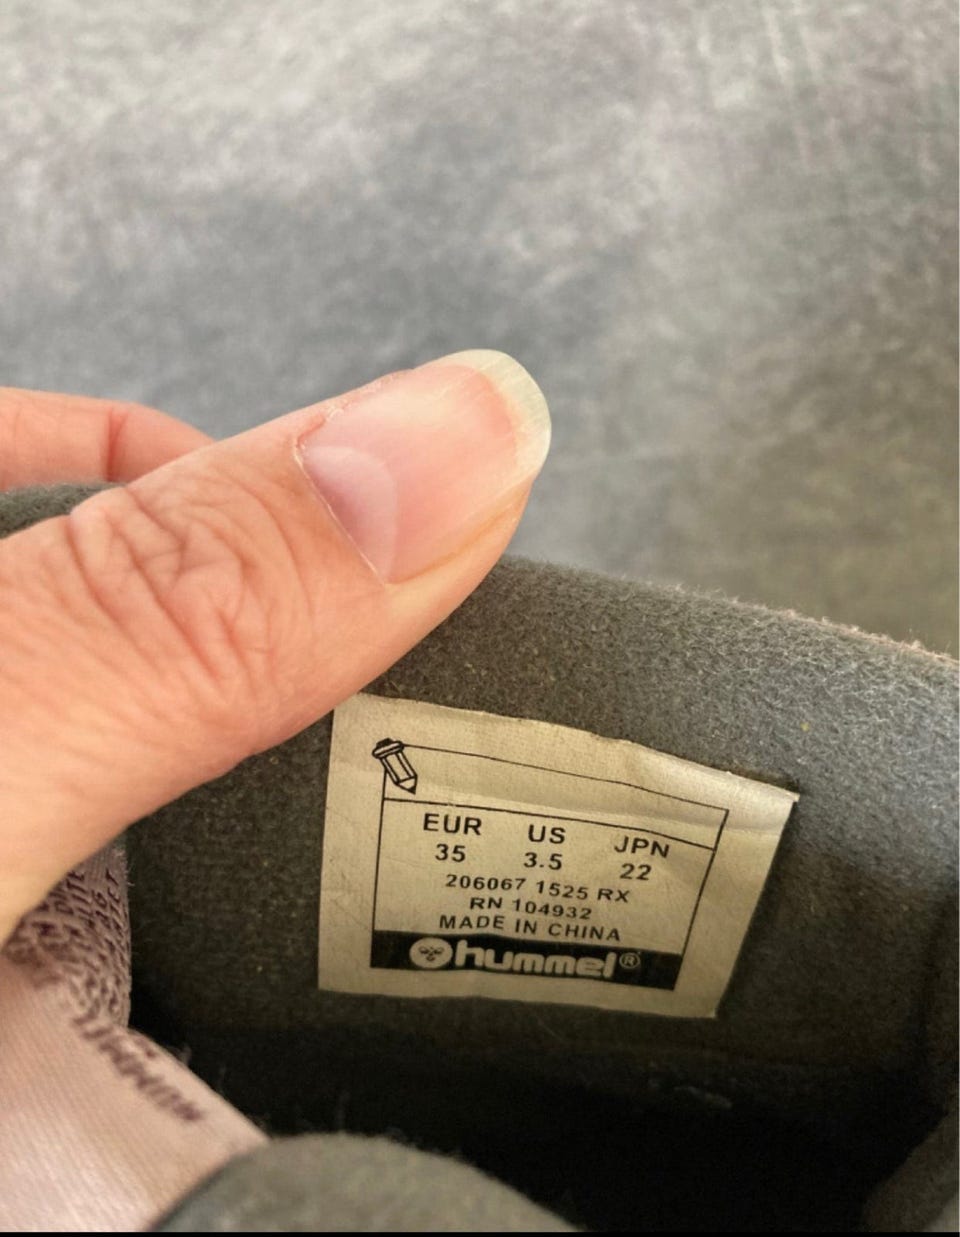 EUR US JPN
35 3.5 22
206067 1525 RX
RN 104932
MADE IN CHINA
hummel®